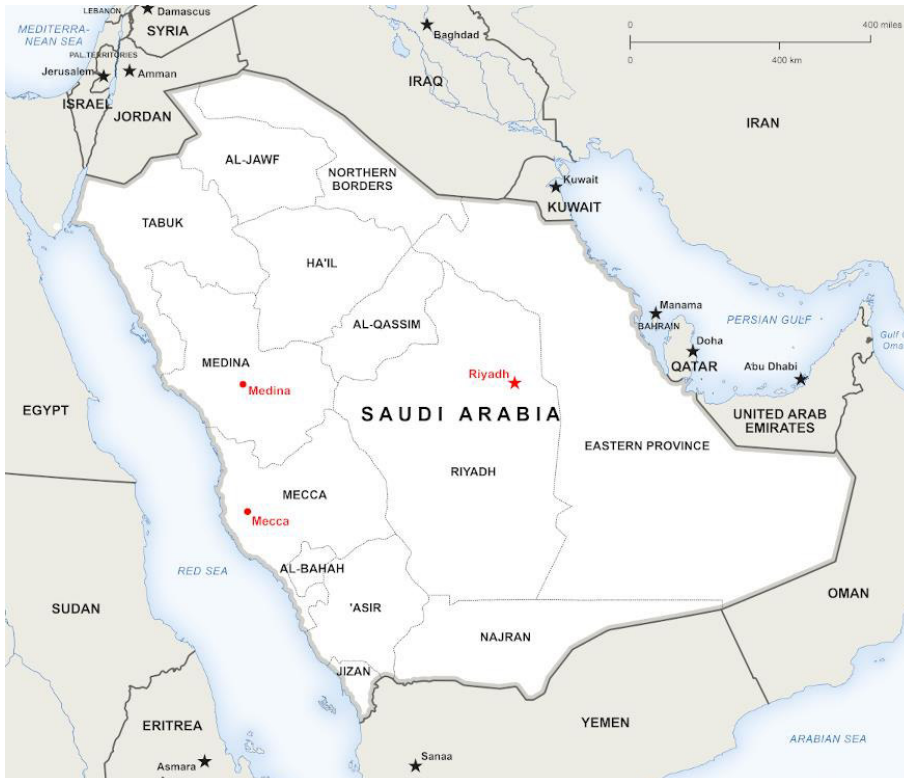 LEBANON
Damascus
SYRIA
MEDITERRA-
NEAN SEA
PAL.TERRITORIES
Jerusalem
Amman
ISRAEL
JORDAN
Baghdad
IRAQ
0
400 miles
0
400 km
IRAN
AL-JAWF
NORTHERN
BORDERS
Kuwait
KUWAIT
TABUK
HA'IL
AL-QASSIM
Manama
BAHRAIN
PERSIAN GULF
Gulf
Oma
Doha
QATAR
Abu Dhabi
MEDINA
Medina
Riyadh
EGYPT
SAUDI ARABIA
UNITED ARAB
EMIRATES
EASTERN PROVINCE
RIYADH
MECCA
Mecca
AL-BAHAH
RED SEA
'ASIR
OMAN
SUDAN
NAJRAN
JIZAN
ERITREA
YEMEN
ARABIAN SEA
Asmara
Sanaa